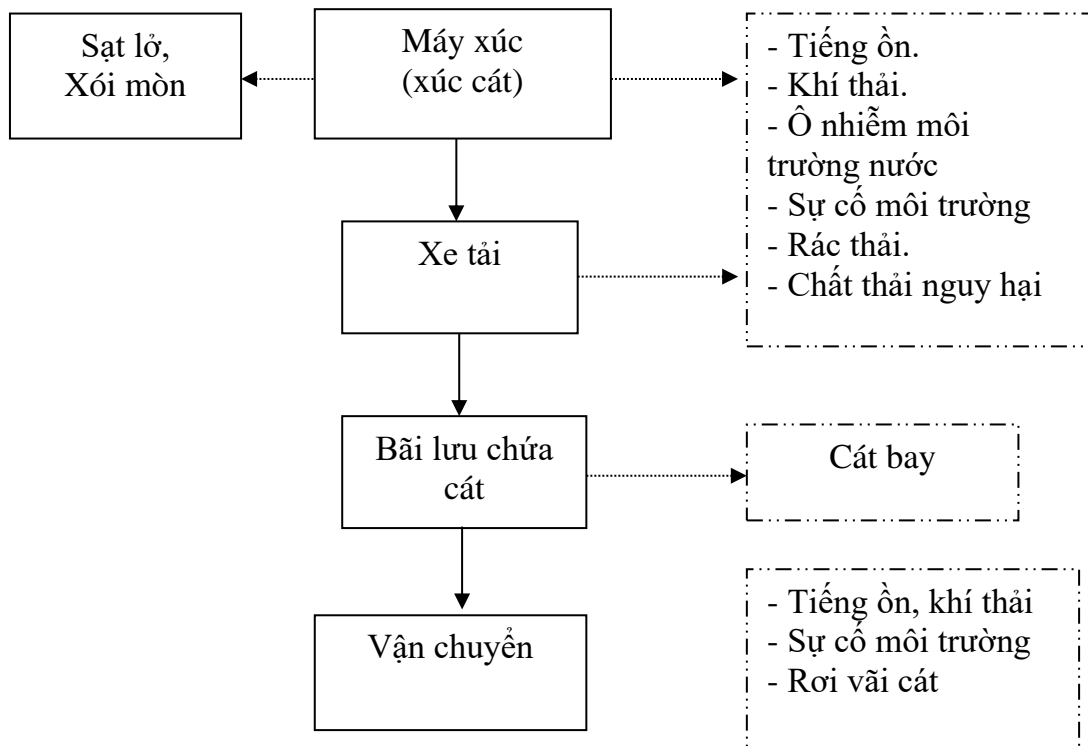 Sạt lở,
Xói mòn
Máy xúc
(xúc cát)
- Tiếng ồn.
- Khí thải.
- Ô nhiễm môi
trường nước
- Sự cố môi trường
- Rác thải.
- Chất thải nguy hại
Xe tải
Bãi lưu chứa
cát
Cát bay
Vận chuyển
- Tiếng ồn, khí thải
- Sự cố môi trường
- Rơi vãi cát